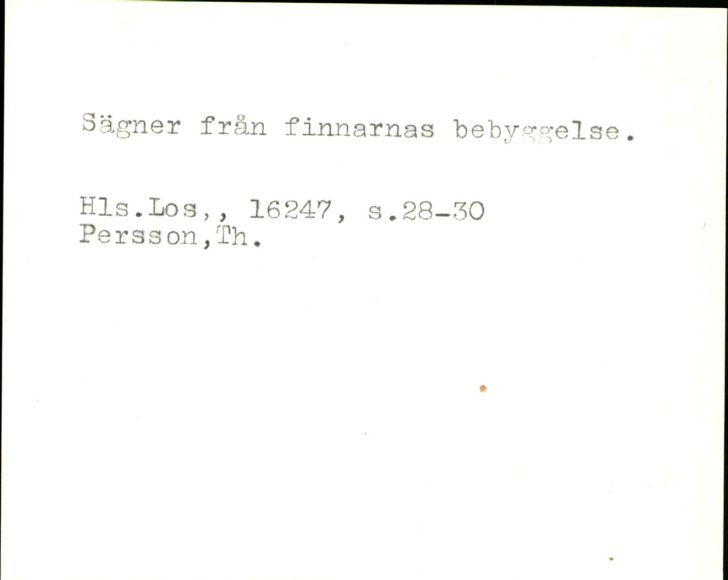 Sägner från finnarnas bebyggelse.
Hls.Los,, 16247, s.28-30
Persson,Th.